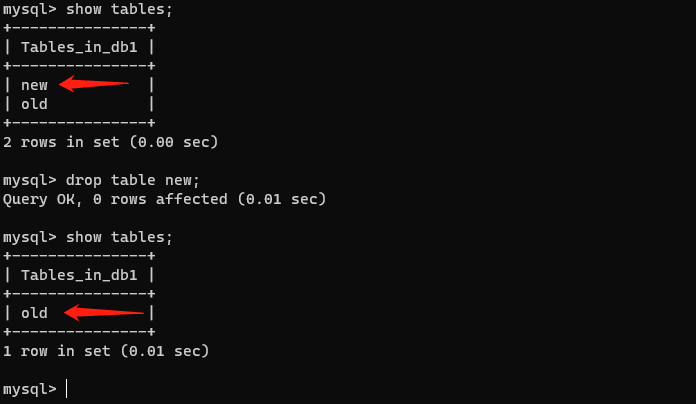 mysql> show tables;
+---------------+
| Tables_in_db1 |
+---------------+
| new           |
| old           |
+---------------+
2 rows in set (0.00 sec)
mysql> drop table new;
Query OK, 0 rows affected (0.01 sec)
mysql> show tables;
+---------------+
| Tables_in_db1 |
+---------------+
| old           |
+---------------+
1 row in set (0.01 sec)
mysql>